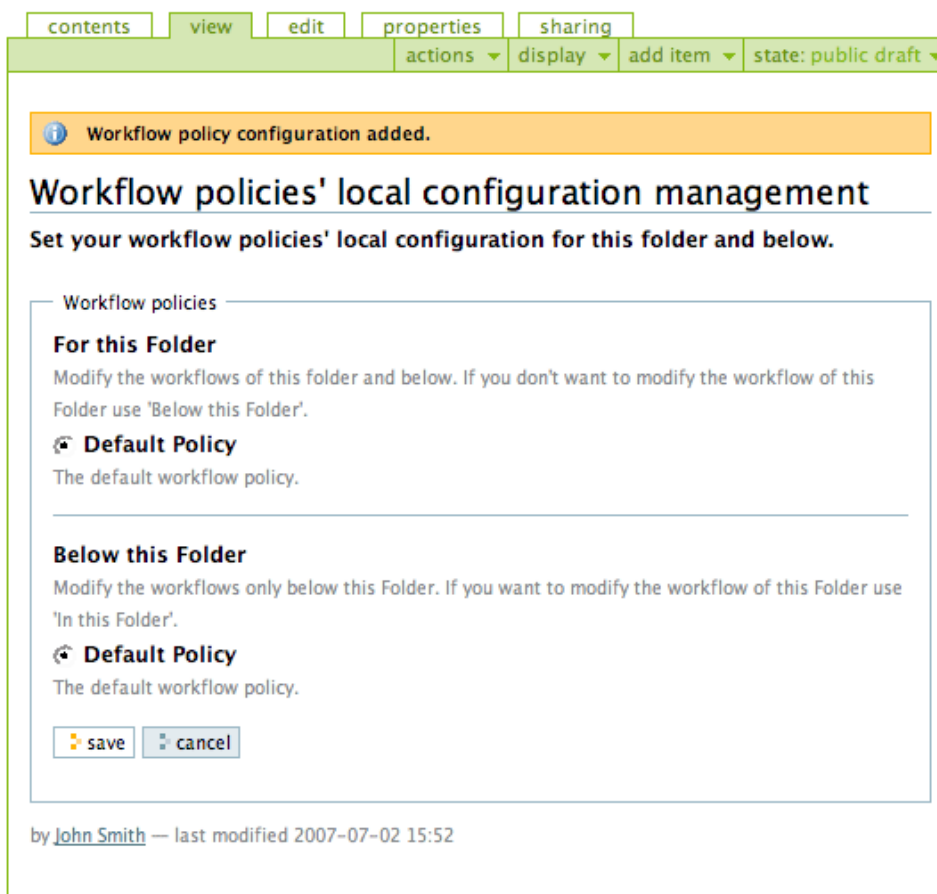 contents view edit properties sharing
actions display add item state: public draft
Workflow policy configuration added.
Workflow policies' local configuration management
Set your workflow policies' local configuration for this folder and below.
Workflow policies
For this Folder
Modify the workflows of this folder and below. If you don't want to modify the workflow of this
Folder use 'Below this Folder'.
Default Policy
The default workflow policy.
Below this Folder
Modify the workflows only below this Folder. If you want to modify the workflow of this Folder use
'In this Folder'.
Default Policy
The default workflow policy.
save cancel
by John Smith — last modified 2007-07-02 15:52